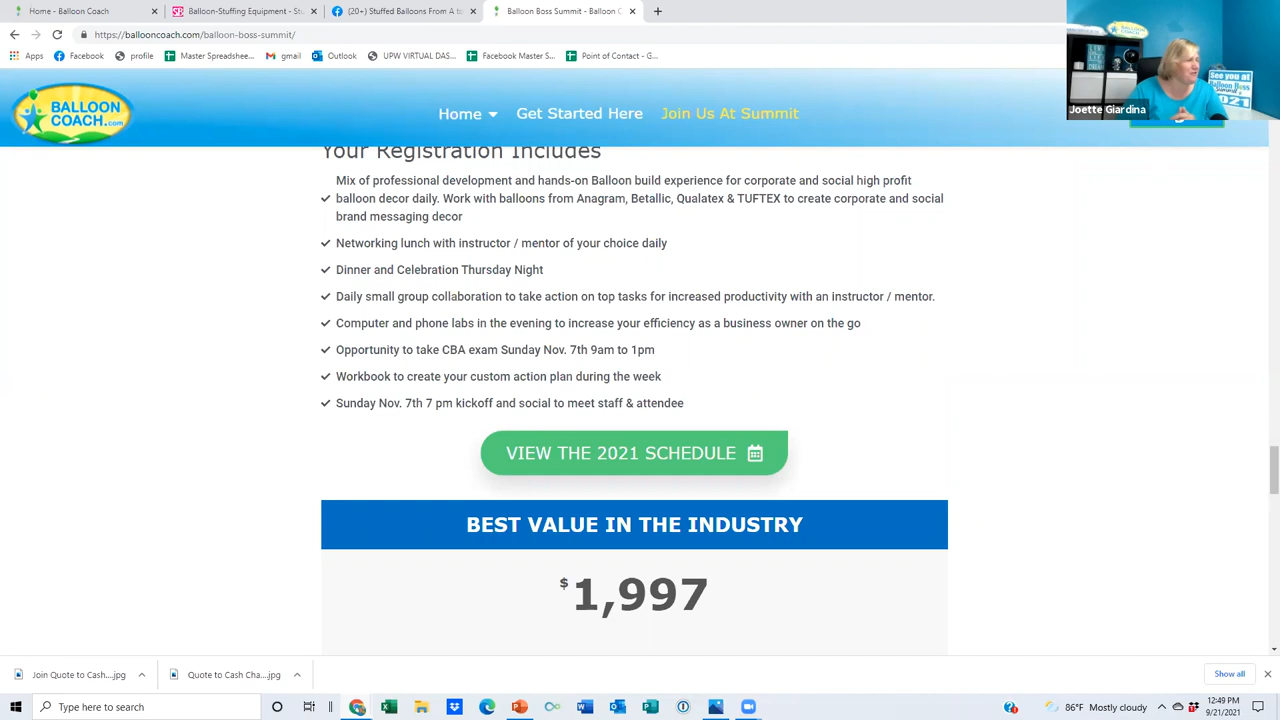 Home - Balloon Coach
Balloon-Stuffing Equipment - Stu
(20+) Stuffed Balloons From A to
Balloon Boss Summit - Balloon C
https://ballooncoach.com/balloon-boss-summit/
Apps
Facebook
profile
Master Spreadshee...
gmail
Outlook
UPW VIRTUAL DAS...
Facebook Master S...
Point of Contact - G...
BALLOON
COACH.com
Home
Get Started Here
Join Us At Summit
See you at
Balloon Boss
2021
Joette Giardina
Your Registration Includes
Mix of professional development and hands-on Balloon build experience for corporate and social high profit
balloon decor daily. Work with balloons from Anagram, Betallic, Qualatex & TUFTEX to create corporate and social
brand messaging decor
Networking lunch with instructor / mentor of your choice daily
Dinner and Celebration Thursday Night
Daily small group collaboration to take action on top tasks for increased productivity with an instructor / mentor.
Computer and phone labs in the evening to increase your efficiency as a business owner on the go
Opportunity to take CBA exam Sunday Nov. 7th 9am to 1pm
Workbook to create your custom action plan during the week
Sunday Nov. 7th 7 pm kickoff and social to meet staff & attendee
VIEW THE 2021 SCHEDULE
BEST VALUE IN THE INDUSTRY
$1,997
Join Quote to Cash....jpg
Quote to Cash Cha....jpg
Show all
Type here to search
86°F Mostly cloudy
12:49 PM
9/21/2021